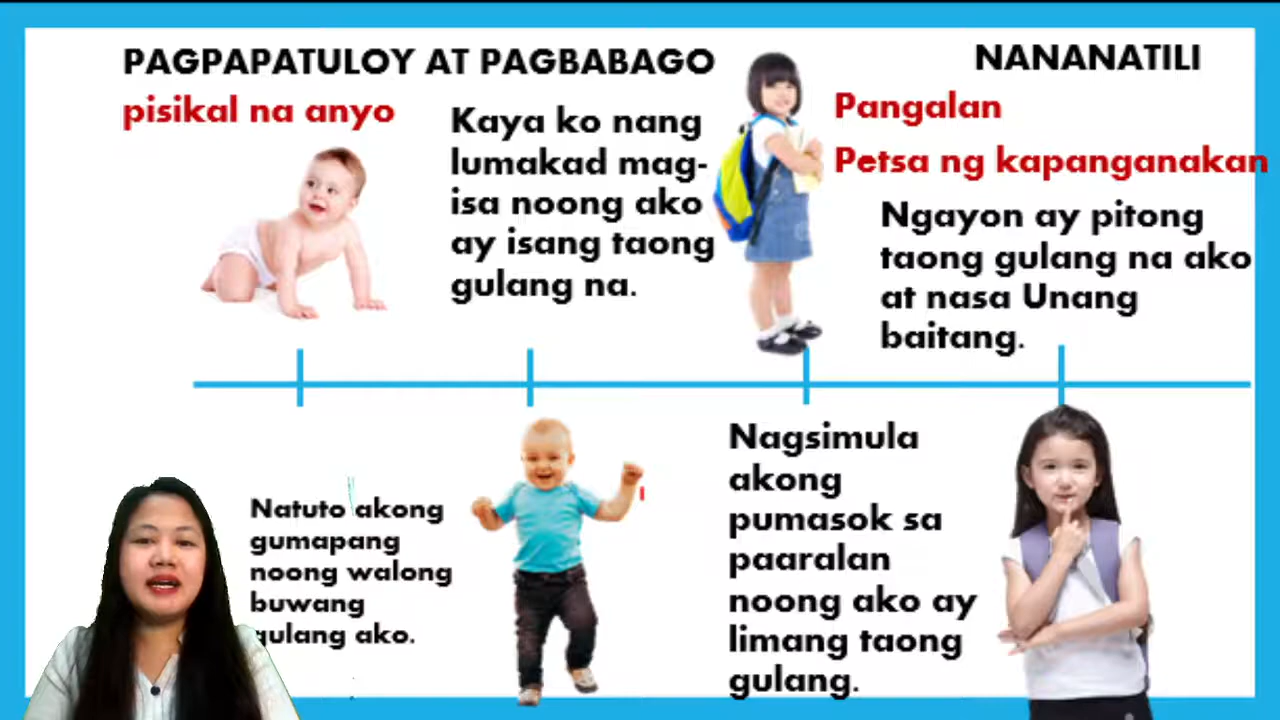 PAGPAPATULOY AT PAGBABAGO
pisikal na anyo
Kaya ko nang
lumakad mag-
isa noong ako
ay isang taong
gulang na.
NANANATILI
Pangalan
Petsa ng kapanganakan
Ngayon ay pitong
taong gulang na ako
at nasa Unang
baitang.
Natuto akong
gumapang
noong walong
buwang
gulang ako.
Nagsimula
akong
pumasok sa
paaralan
noong ako ay
limang taong
gulang.